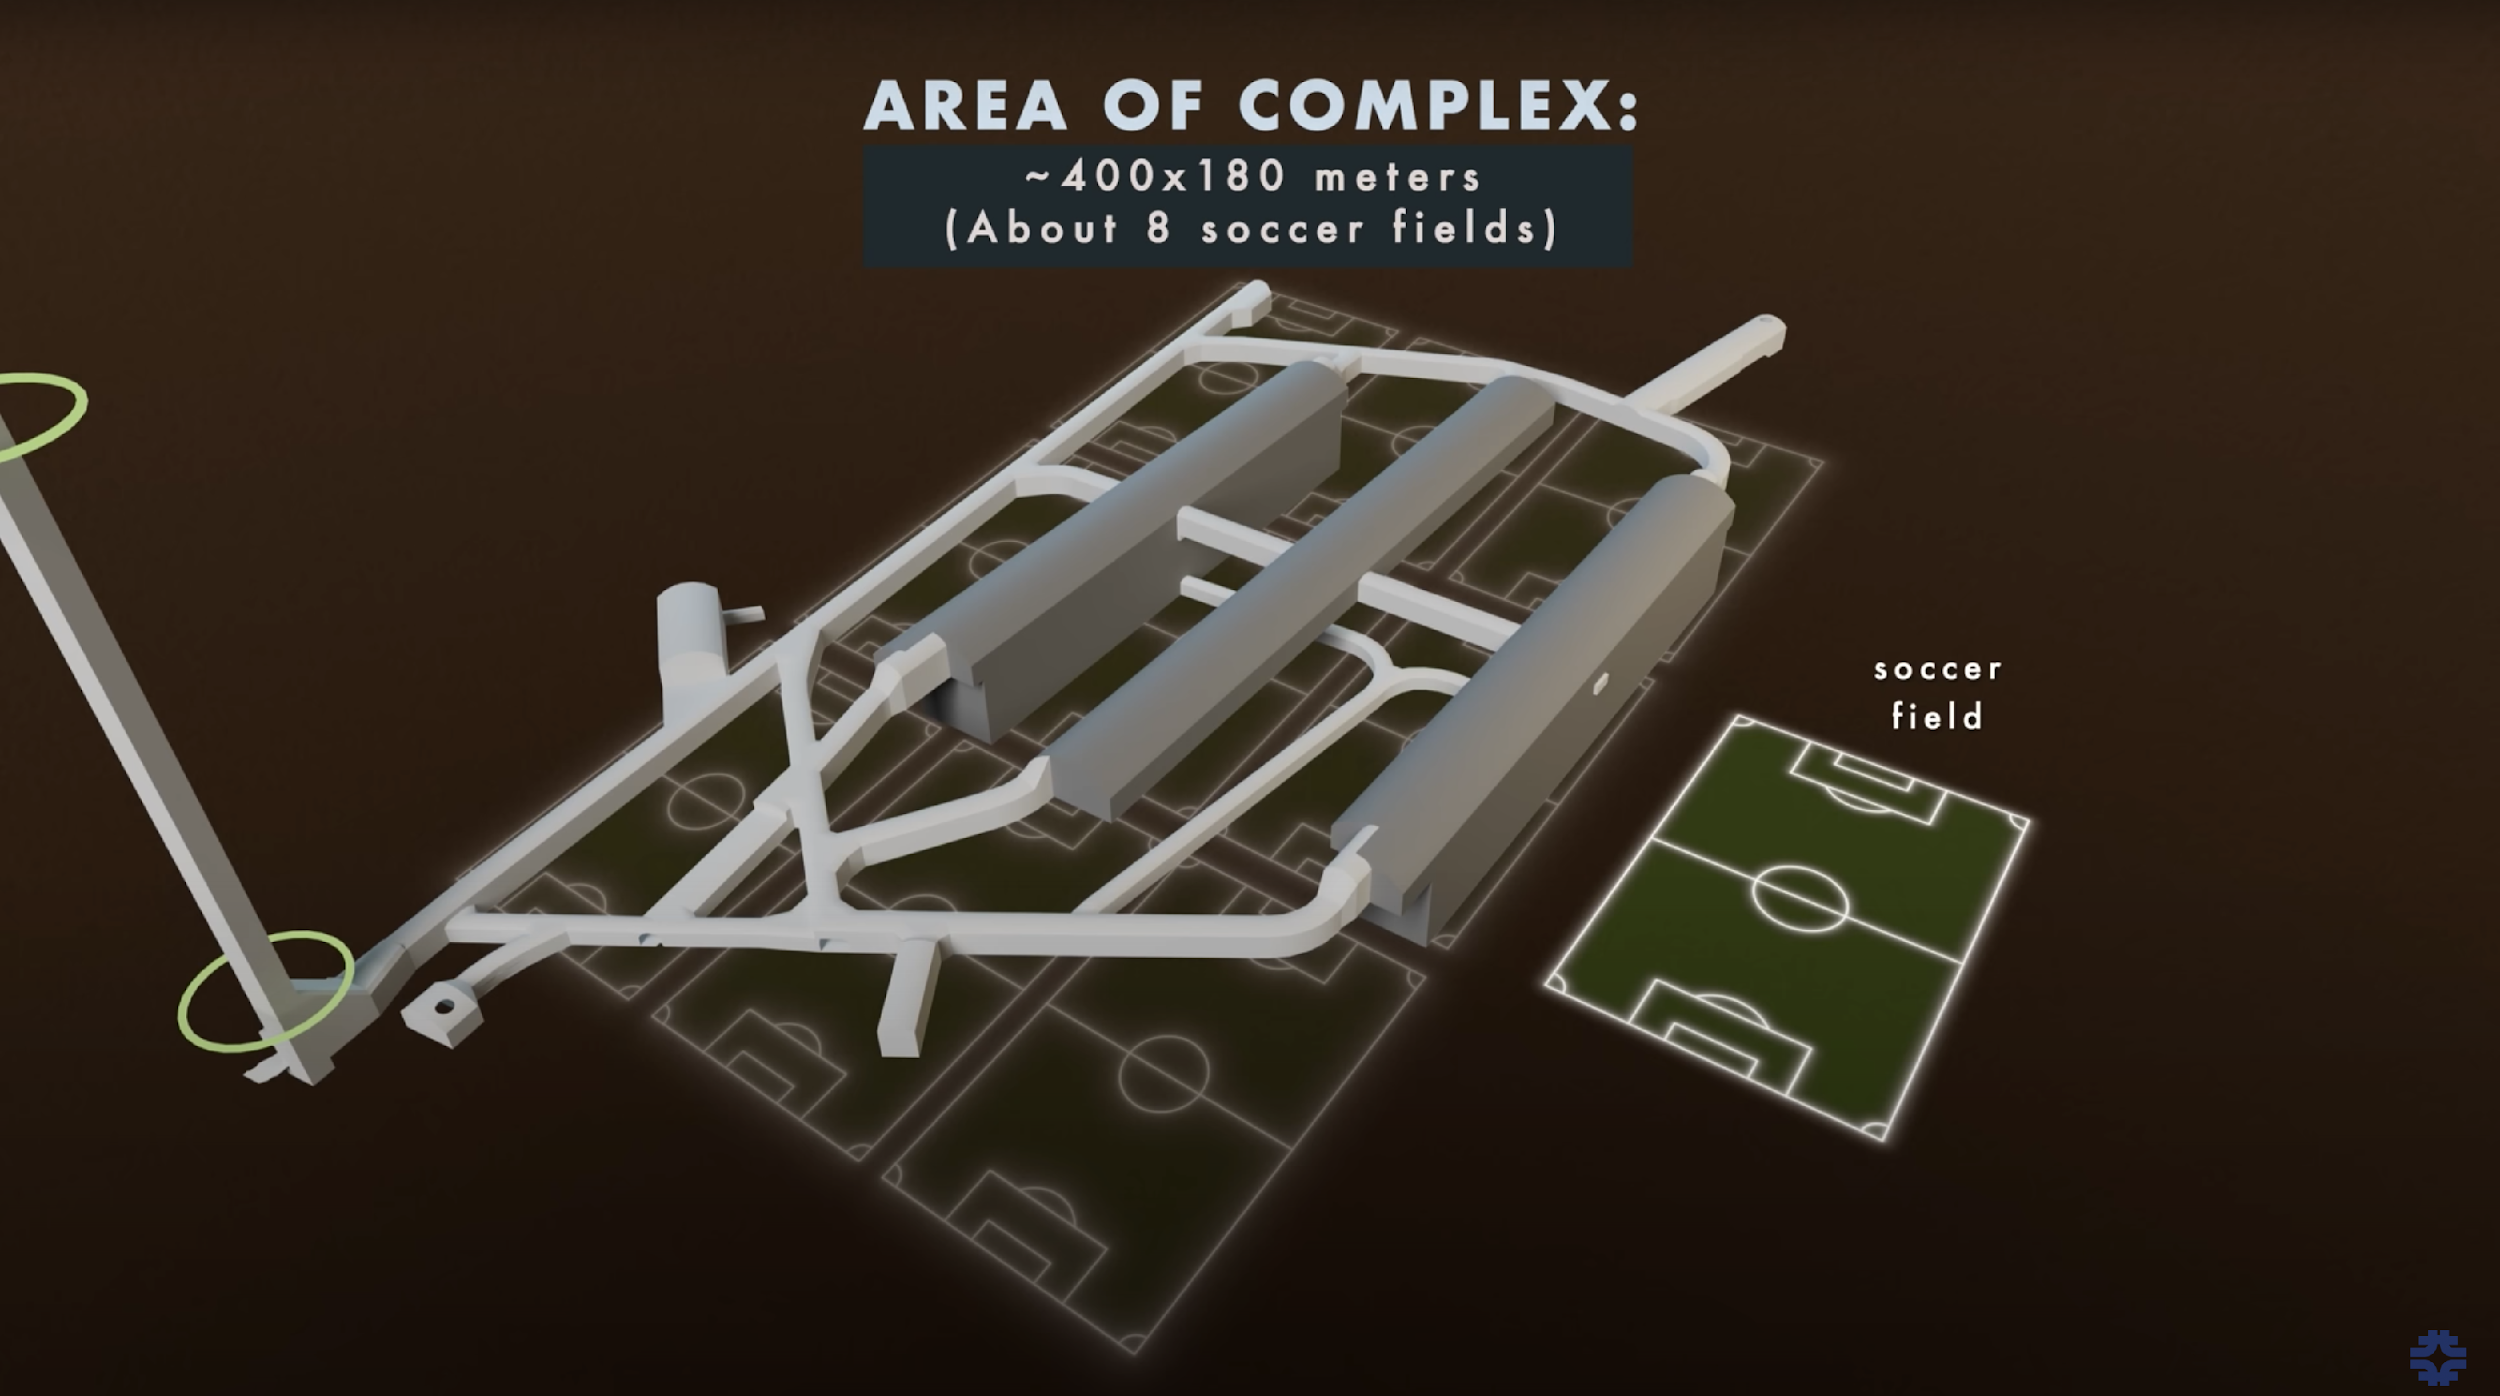 AREA OF COMPLEX:
~400x180 meters
(About 8 soccer fields)
soccer
field